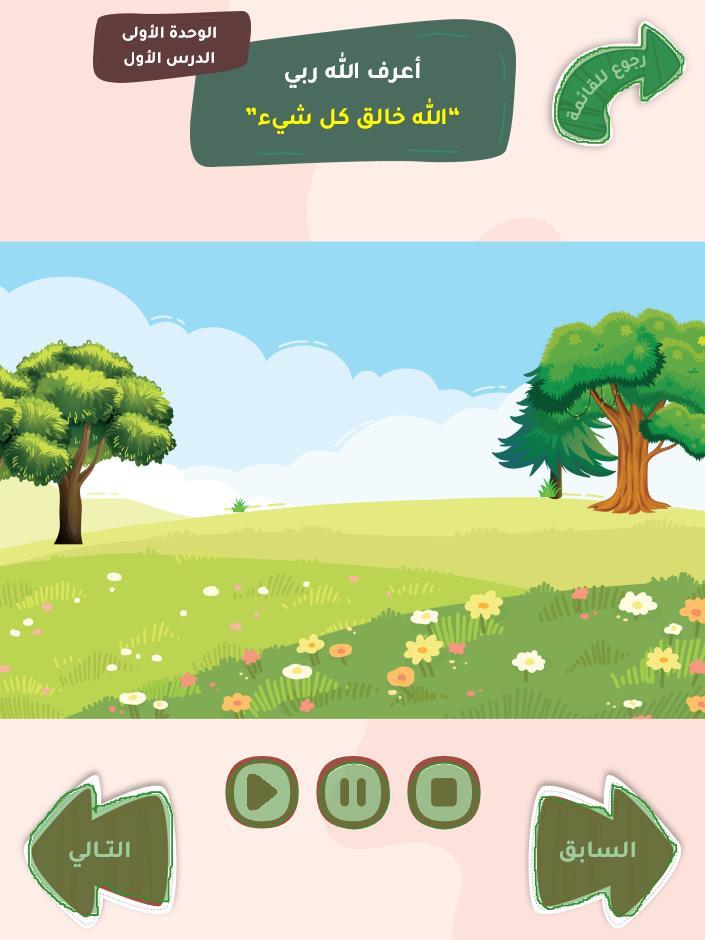 الوحدة الأولى
الدرس الأول
أعرف الله ربي
“الله خالق كل شيء”
رجوع للقائمة
السابق
التالي